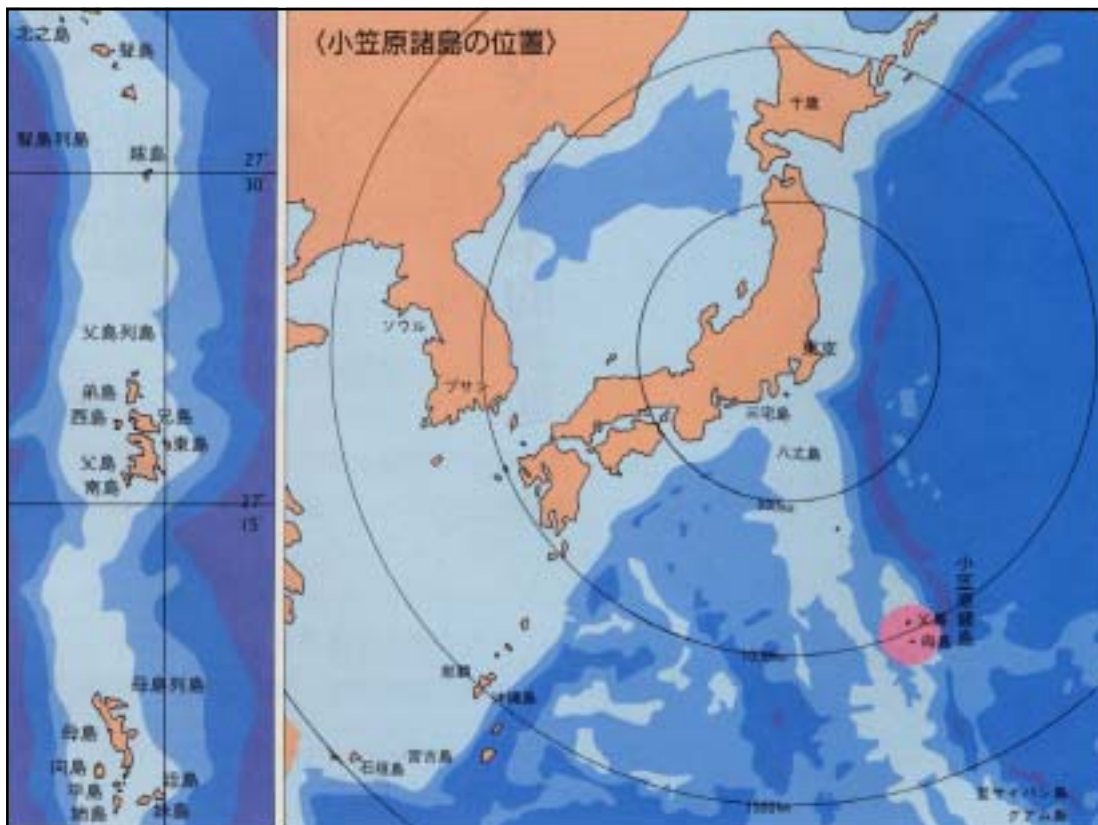 北之島
聟島
聟島列島
媒島
27°
30'
父島列島
弟島
西島
兄島
東島
父島
南島
27°
15'
母島列島
母島
向島
平島
姉島
姪島
妹島
〈小笠原諸島の位置〉
千歳
ソウル
プサン
東京
三宅島
八丈島
500km
小笠原諸島
父島
母島
1000km
那覇
沖縄島
宮古島
石垣島
1500km
至サイパン島
グアム島